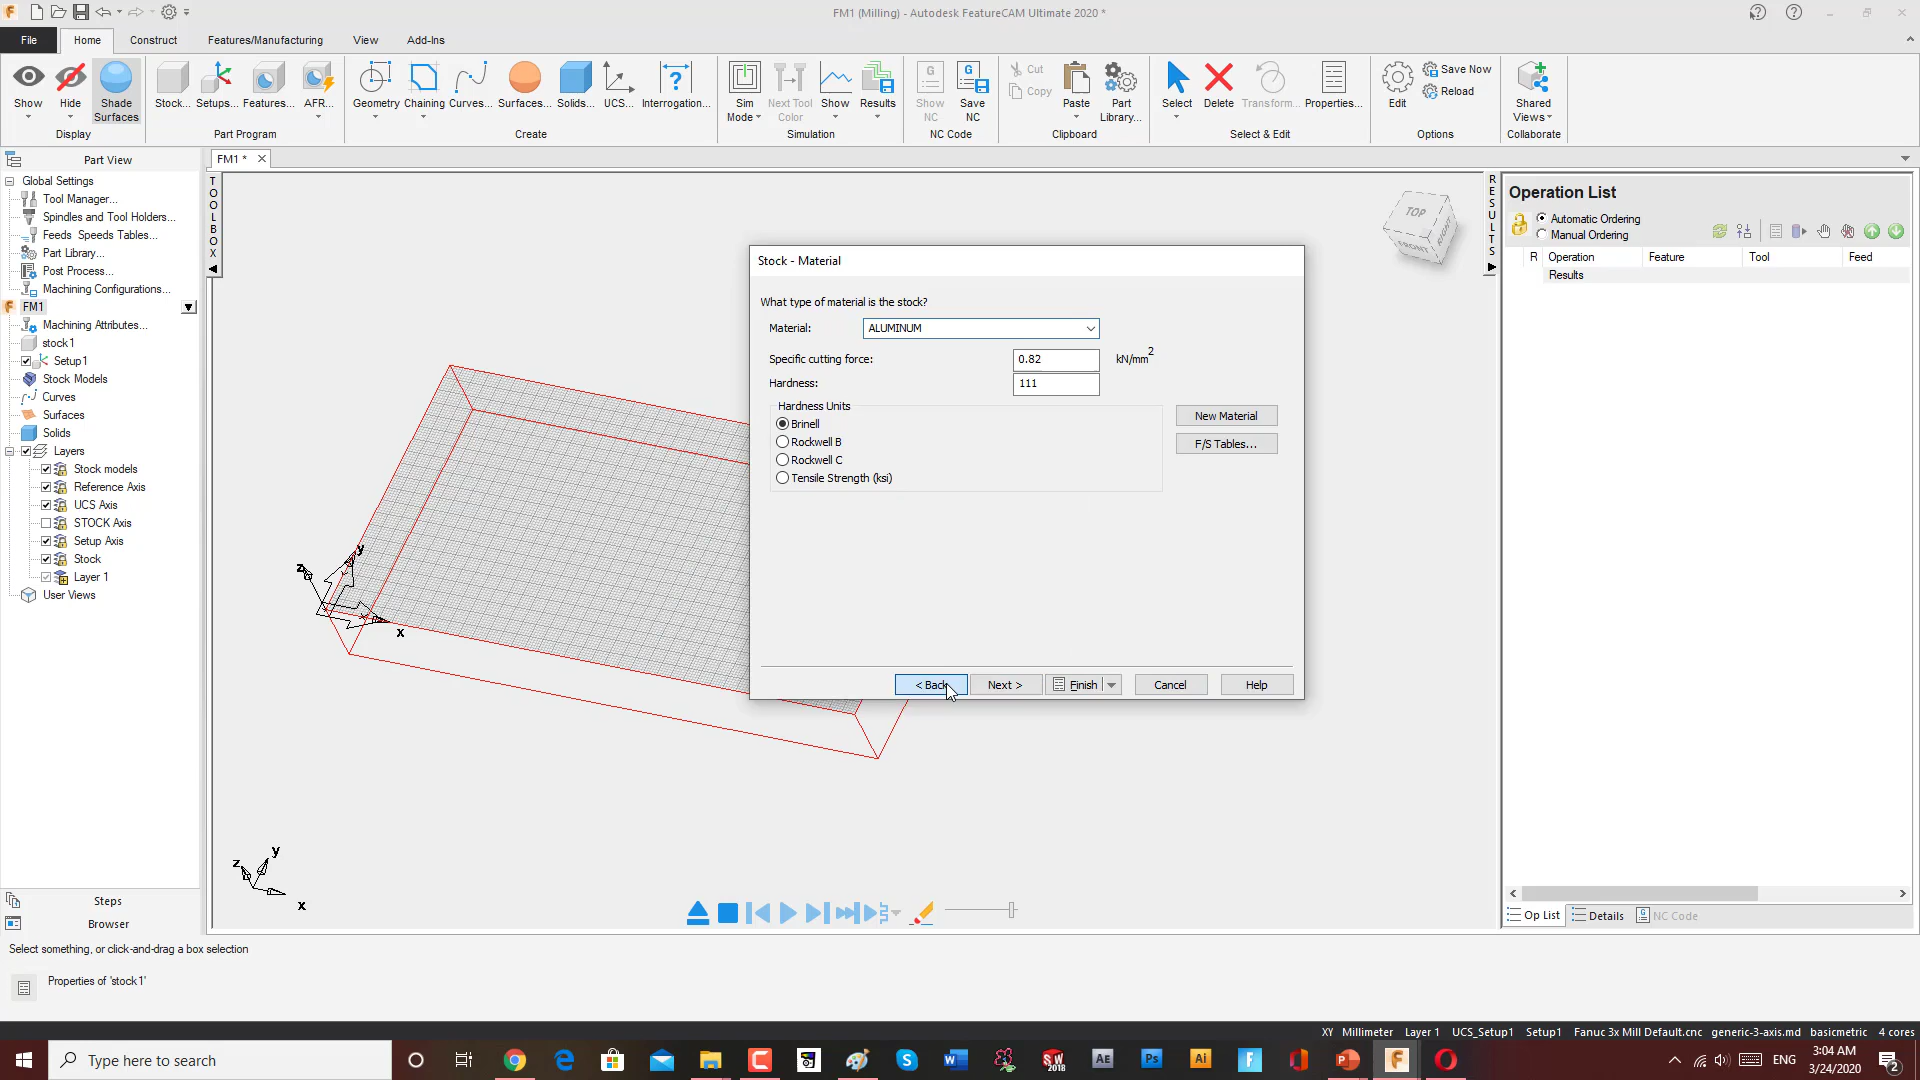 FM1 (Milling) - Autodesk FeatureCAM Ultimate 2020 *
File Home Construct Features/Manufacturing View Add-Ins
Show Hide Shade Surfaces Stock... Setups... Features... AFR... Geometry Chaining Curves... Surfaces... Solids... UCS... Interrogation... Sim Mode Next Tool Color Show Results Show NC Save NC Cut Copy Paste Part Library... Select Delete Transform... Properties... Edit Save Now Reload Shared Views
Display Part Program Create Simulation NC Code Clipboard Select & Edit Options Collaborate
Part View
FM1 *
Global Settings
Tool Manager...
Spindles and Tool Holders...
Feeds Speeds Tables...
Part Library...
Post Process...
Machining Configurations...
FM1
Machining Attributes...
stock1
Setup1
Stock Models
Curves
Surfaces
Solids
Layers
Stock models
Reference Axis
UCS Axis
STOCK Axis
Setup Axis
Stock
Layer 1
User Views
Steps
Browser
TOOLBOX
z y x
z y x
TOP
FRONT RIGHT
Stock - Material
What type of material is the stock?
Material: ALUMINUM
Specific cutting force: 0.82 kN/mm2
Hardness: 111
Hardness Units
Brinell
Rockwell B
Rockwell C
Tensile Strength (ksi)
New Material
F/S Tables...
< Back Next > Finish Cancel Help
RESULTS
Operation List
Automatic Ordering
Manual Ordering
R Operation Feature Tool Feed
Results
Op List Details NC Code
Select something, or click-and-drag a box selection
Properties of 'stock1'
XY Millimeter Layer 1 UCS_Setup1 Setup1 Fanuc 3x Mill Default.cnc generic-3-axis.md basicmetric 4 cores
Type here to search
ENG
3:04 AM
3/24/2020
2